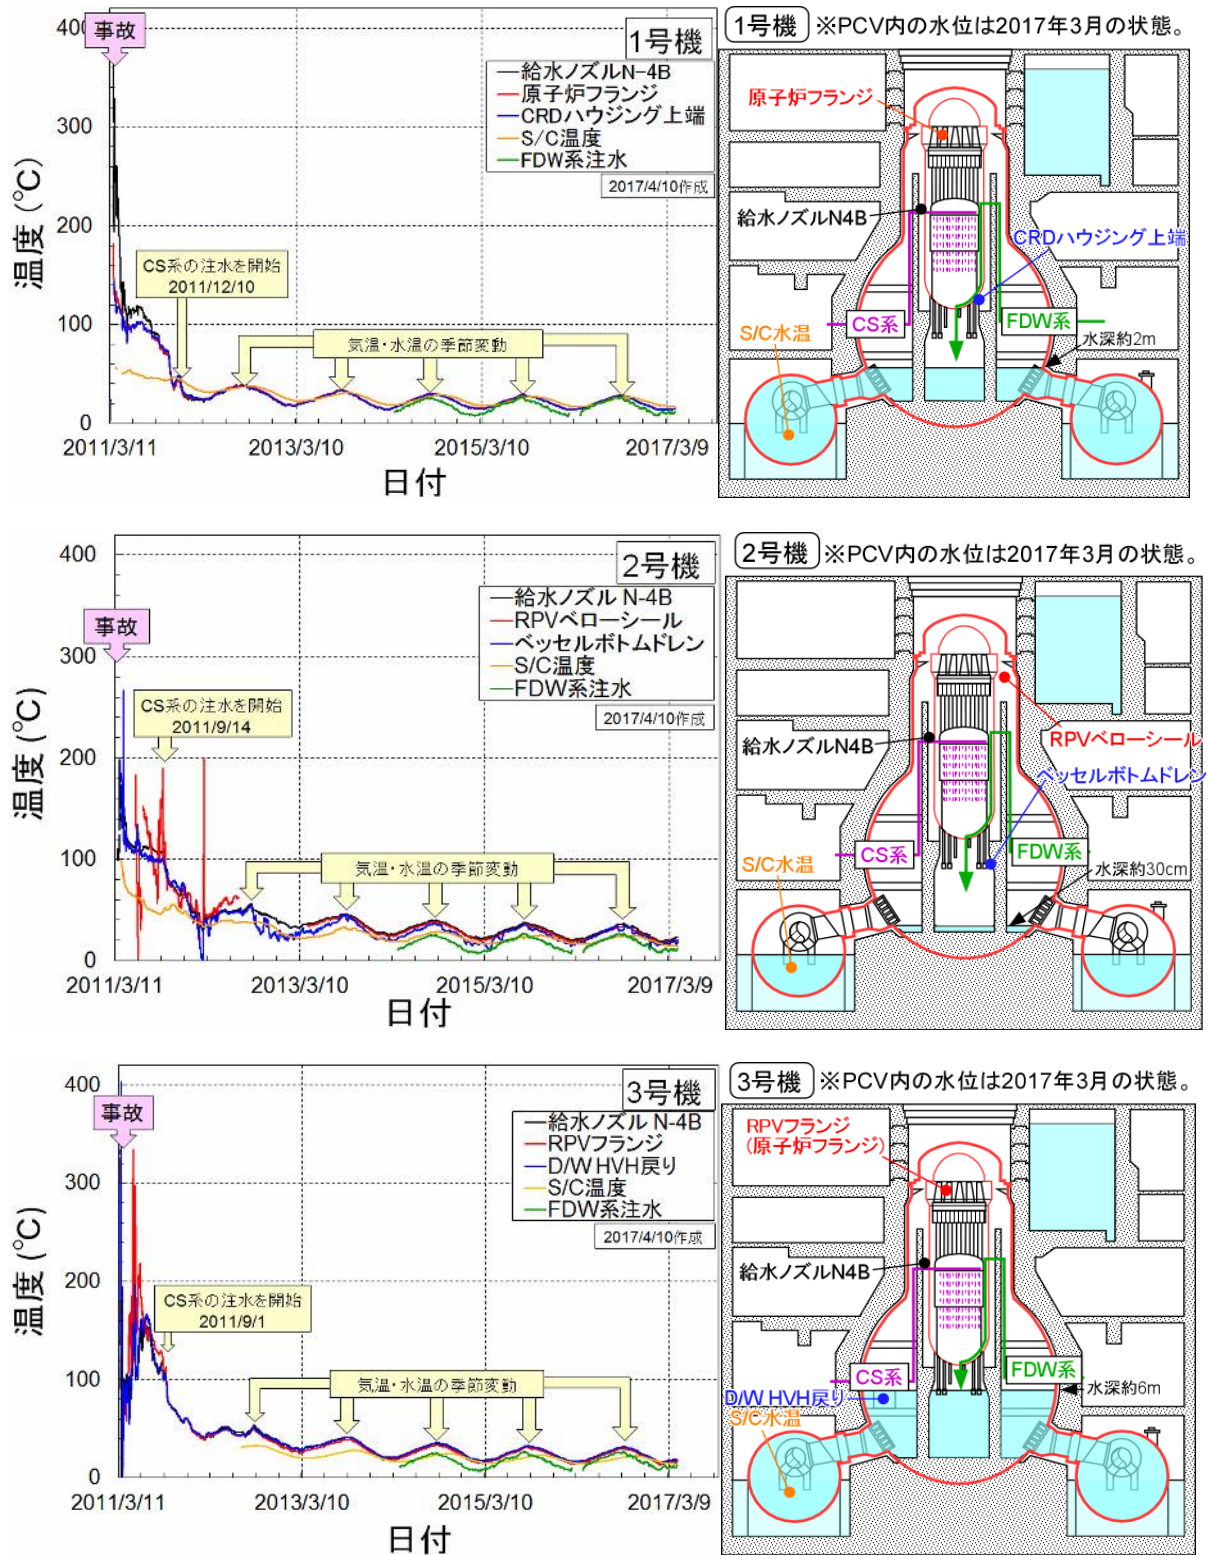 400
事故
1号機
給水ノズルN-4B
原子炉フランジ
CRDハウジング上端
S/C温度
FDW系注水
2017/4/10作成
300
200
100
0
温度(℃)
CS系の注水を開始
2011/12/10
気温・水温の季節変動
2011/3/11
2013/3/10
2015/3/10
2017/3/9
日付
1号機 ※PCV内の水位は2017年3月の状態。
原子炉フランジ
給水ノズルN4B
CRDハウジング上端
CS系
FDW系
S/C水温
水深約2m
400
事故
2号機
給水ノズル N-4B
RPVベローシール
ベッセルボトムドレン
S/C温度
FDW系注水
2017/4/10作成
300
200
100
0
温度(℃)
CS系の注水を開始
2011/9/14
気温・水温の季節変動
2011/3/11
2013/3/10
2015/3/10
2017/3/9
日付
2号機 ※PCV内の水位は2017年3月の状態。
給水ノズルN4B
RPVベローシール
ベッセルボトムドレン
CS系
FDW系
S/C水温
水深約30cm
400
事故
3号機
給水ノズル N-4B
RPVフランジ
D/W HVH戻り
S/C温度
FDW系注水
2017/4/10作成
300
200
100
0
温度(℃)
CS系の注水を開始
2011/9/1
気温・水温の季節変動
2011/3/11
2013/3/10
2015/3/10
2017/3/9
日付
3号機 ※PCV内の水位は2017年3月の状態。
RPVフランジ
(原子炉フランジ)
給水ノズルN4B
CS系
FDW系
D/W HVH戻り
S/C水温
水深約6m